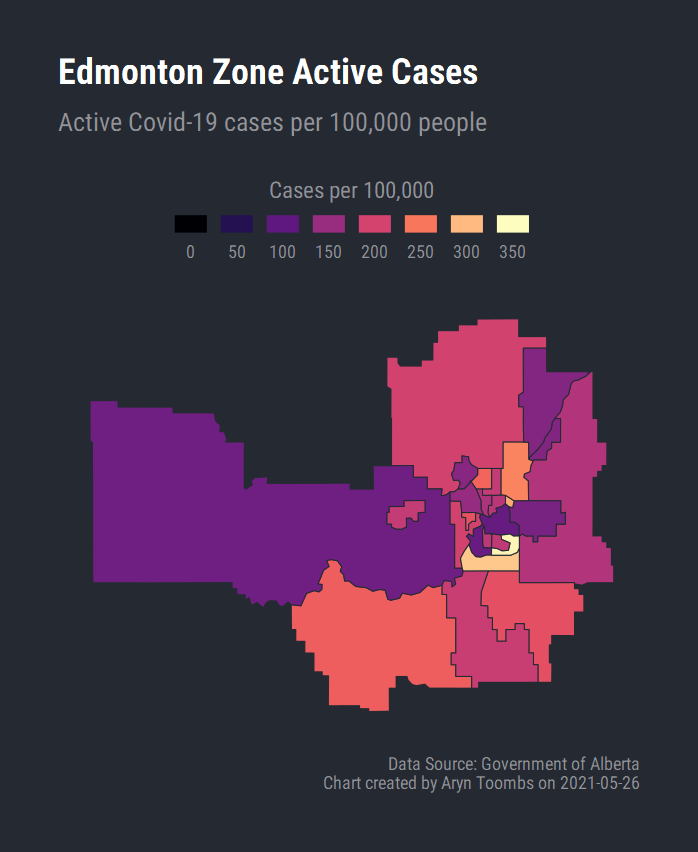 Edmonton Zone Active Cases
Active Covid-19 cases per 100,000 people
Cases per 100,000
0 50 100 150 200 250 300 350
Data Source: Government of Alberta
Chart created by Aryn Toombs on 2021-05-26